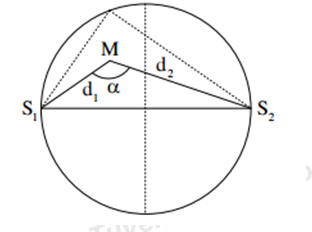 M
d₁ α d₂
S₁ S₂